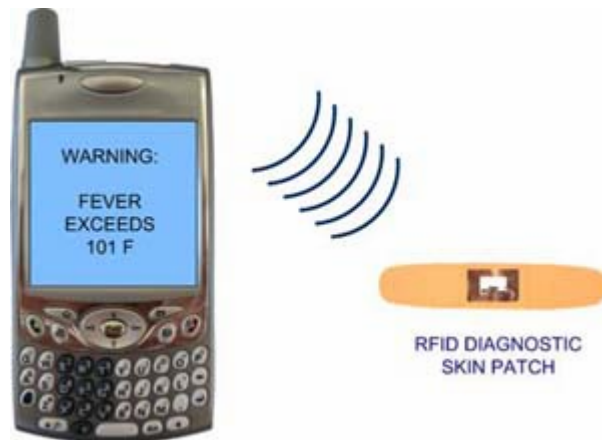 WARNING:
FEVER
EXCEEDS
101 F
RFID DIAGNOSTIC
SKIN PATCH